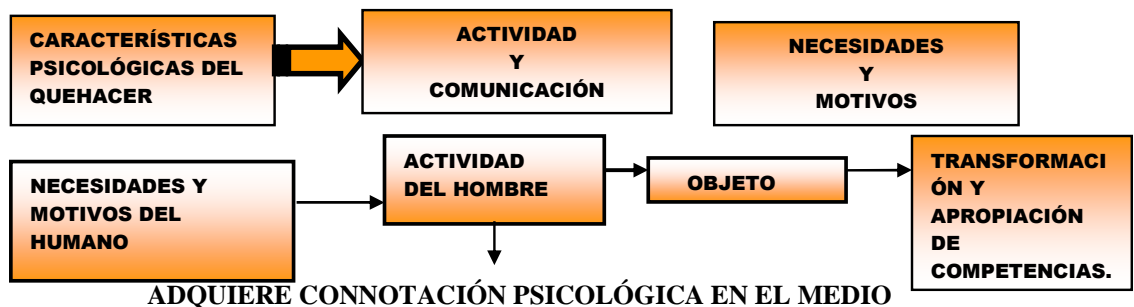 CARACTERÍSTICAS
PSICOLÓGICAS DEL
QUEHACER
ACTIVIDAD
Y
COMUNICACIÓN
NECESIDADES
Y
MOTIVOS
NECESIDADES Y
MOTIVOS DEL
HUMANO
ACTIVIDAD
DEL HOMBRE
OBJETO
TRANSFORMACI
ÓN Y
APROPIACIÓN
DE
COMPETENCIAS.
ADQUIERE CONNOTACIÓN PSICOLÓGICA EN EL MEDIO